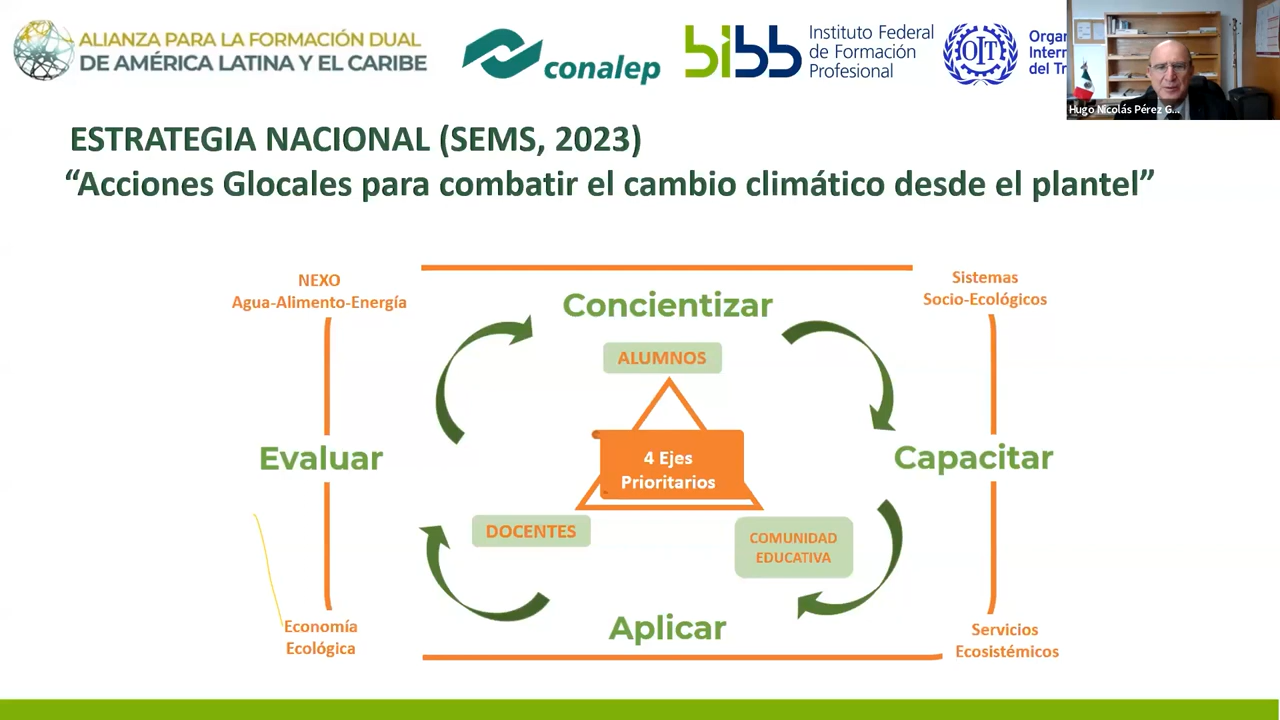 ALIANZA PARA LA FORMACIÓN DUAL
DE AMÉRICA LATINA Y EL CARIBE
conalep
bibb
Instituto Federal
de Formación
Profesional
OIT
Hugo Nicolás Pérez G...
ESTRATEGIA NACIONAL (SEMS, 2023)
“Acciones Glocales para combatir el cambio climático desde el plantel”
NEXO
Agua-Alimento-Energía
Sistemas
Socio-Ecológicos
Concientizar
ALUMNOS
4 Ejes
Prioritarios
Evaluar
Capacitar
DOCENTES
COMUNIDAD
EDUCATIVA
Aplicar
Economía
Ecológica
Servicios
Ecosistémicos